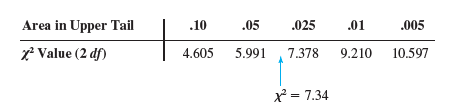 Area in Upper Tail .10 .05 .025 .01 .005
χ² Value (2 df) 4.605 5.991 7.378 9.210 10.597
χ² = 7.34